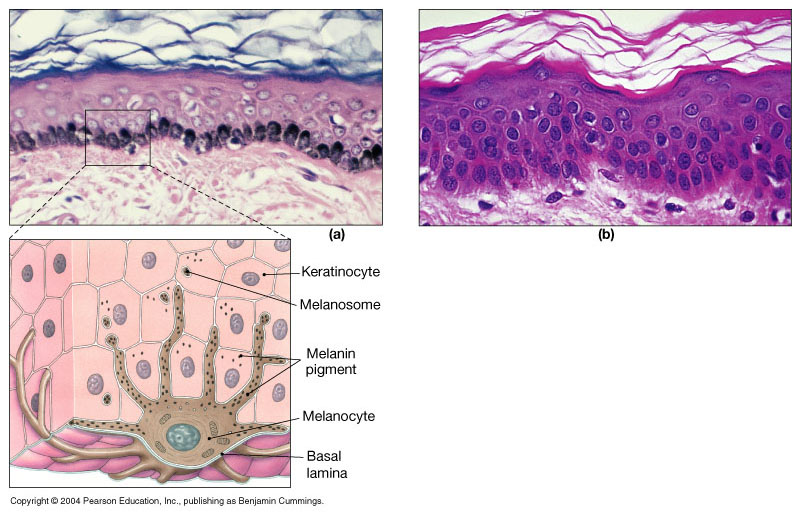 (a)
(b)
Keratinocyte
Melanosome
Melanin
pigment
Melanocyte
Basal
lamina
Copyright © 2004 Pearson Education, Inc., publishing as Benjamin Cummings.